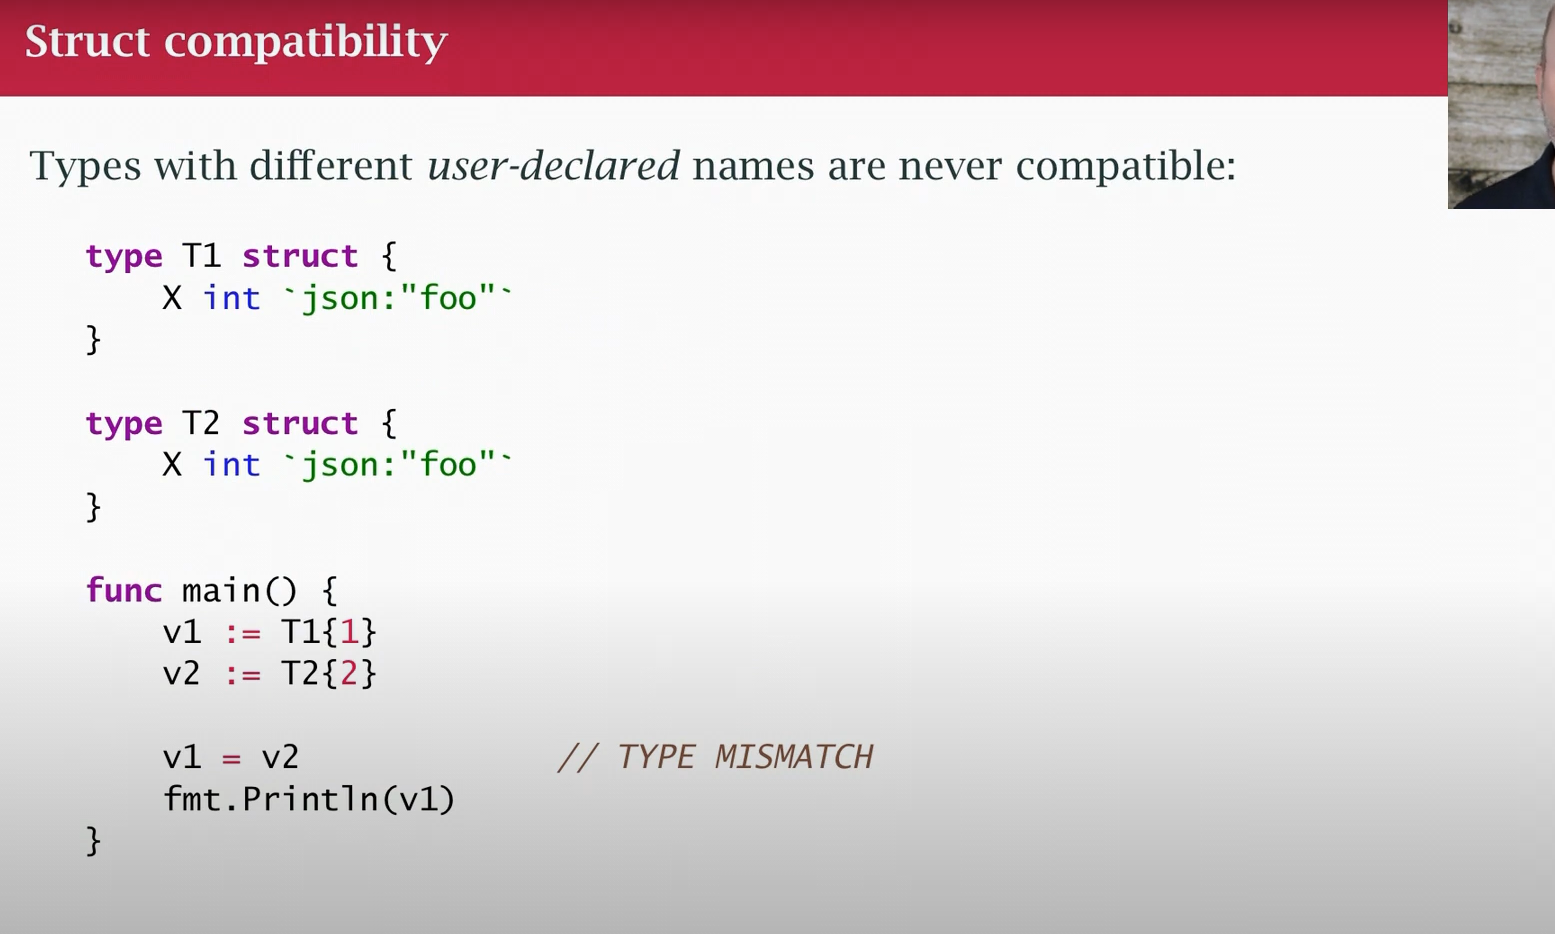 Struct compatibility
Types with different user-declared names are never compatible:
type T1 struct {
    X int `json:"foo"`
}
type T2 struct {
    X int `json:"foo"`
}
func main() {
    v1 := T1{1}
    v2 := T2{2}
    v1 = v2 // TYPE MISMATCH
    fmt.Println(v1)
}